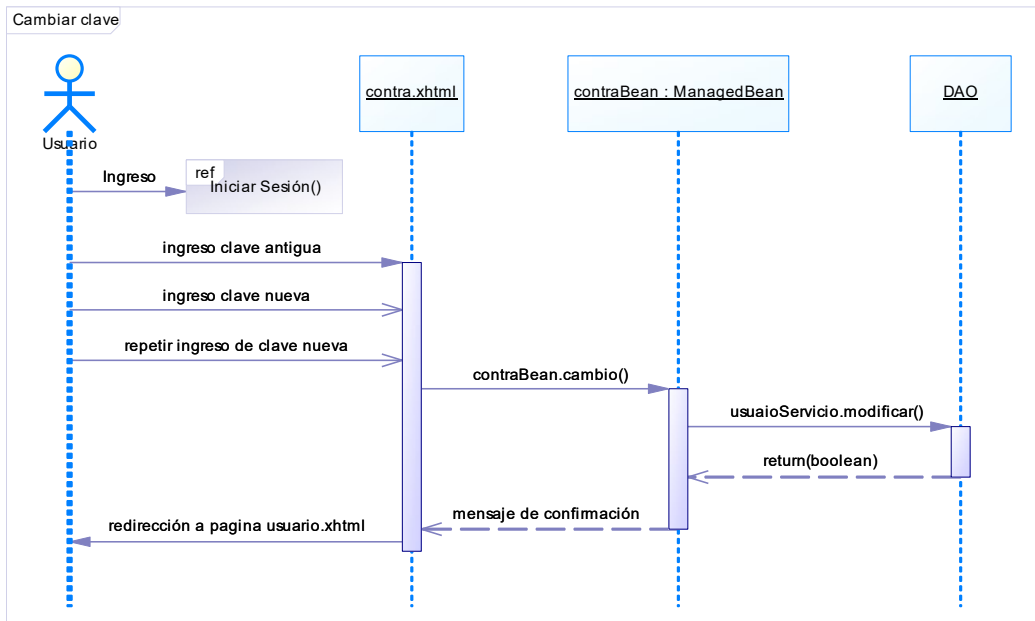 Cambiar clave
Usuario
contra.xhtml
contraBean : ManagedBean
DAO
Ingreso
ref
Iniciar Sesión()
ingreso clave antigua
ingreso clave nueva
repetir ingreso de clave nueva
contraBean.cambio()
usuaioServicio.modificar()
return(boolean)
mensaje de confirmación
redirección a pagina usuario.xhtml